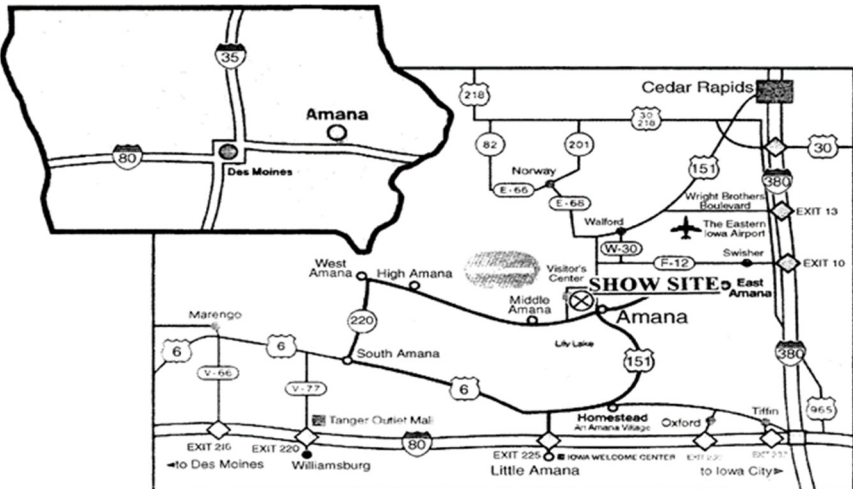 35
Amana
80
Des Moines
218
30
218
Cedar Rapids
82
201
151
30
Norway
380
E-66
E-68
Wright Brothers
Boulevard
EXIT 13
Walford
The Eastern
Iowa Airport
W-30
F-12
Swisher
EXIT 10
West
Amana
High Amana
Visitor's
Center
SHOW SITE
East
Amana
Middle
Amana
Amana
Marengo
220
Lily Lake
6
6
South Amana
151
380
V-66
V-77
6
965
Tanger Outlet Mall
Homestead
An Amana Village
Oxford
Tiffin
EXIT 216
EXIT 220
80
EXIT 225
IOWA WELCOME CENTER
to Des Moines
Williamsburg
Little Amana
to Iowa City